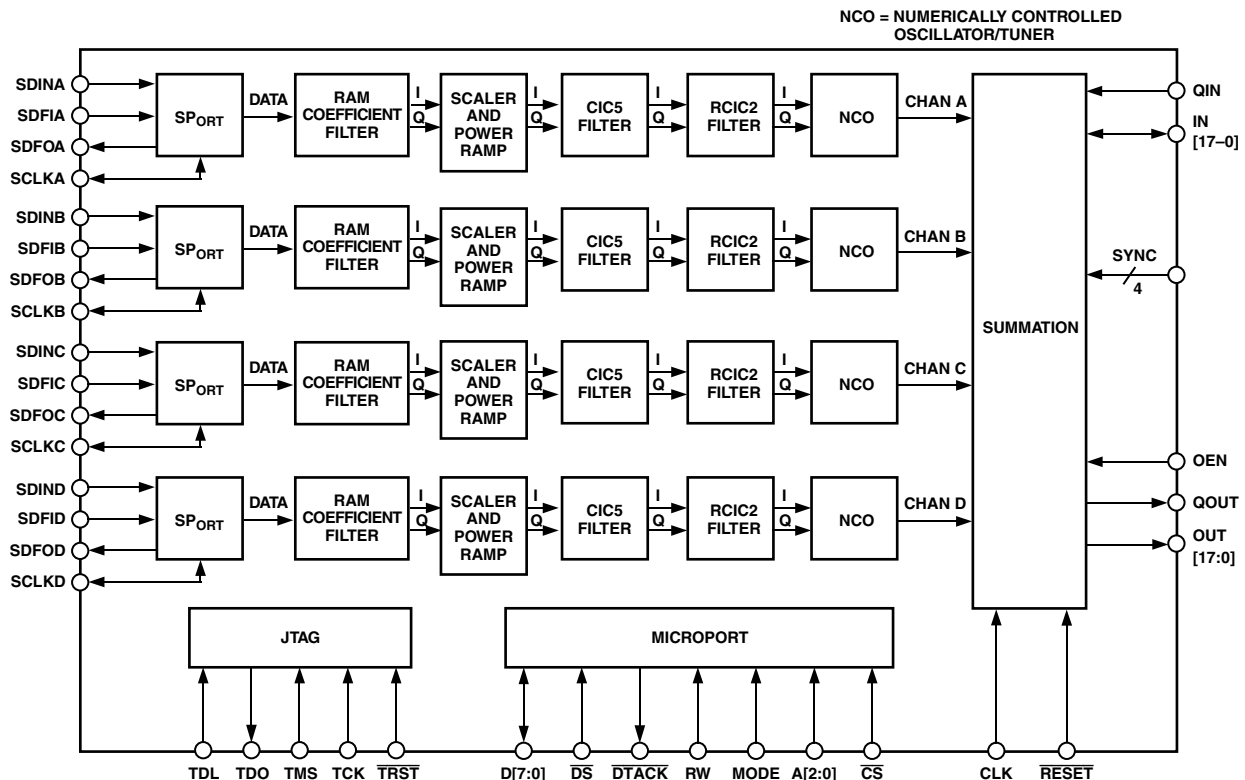 NCO = NUMERICALLY CONTROLLED
OSCILLATOR/TUNER
SDINA
SDFIA
SDFOA
SCLKA
SPORT
DATA
RAM
COEFFICIENT
FILTER
I
Q
SCALER
AND
POWER
RAMP
I
Q
CIC5
FILTER
I
Q
RCIC2
FILTER
I
Q
NCO
CHAN A
SDINB
SDFIB
SDFOB
SCLKB
SPORT
DATA
RAM
COEFFICIENT
FILTER
I
Q
SCALER
AND
POWER
RAMP
I
Q
CIC5
FILTER
I
Q
RCIC2
FILTER
I
Q
NCO
CHAN B
SDINC
SDFIC
SDFOC
SCLKC
SPORT
DATA
RAM
COEFFICIENT
FILTER
I
Q
SCALER
AND
POWER
RAMP
I
Q
CIC5
FILTER
I
Q
RCIC2
FILTER
I
Q
NCO
CHAN C
SDIND
SDFID
SDFOD
SCLKD
SPORT
DATA
RAM
COEFFICIENT
FILTER
I
Q
SCALER
AND
POWER
RAMP
I
Q
CIC5
FILTER
I
Q
RCIC2
FILTER
I
Q
NCO
CHAN D
SUMMATION
QIN
IN
[17–0]
SYNC
4
OEN
QOUT
OUT
[17:0]
JTAG
MICROPORT
TDL
TDO
TMS
TCK
TRST
D[7:0]
DS
DTACK
RW
MODE
A[2:0]
CS
CLK
RESET